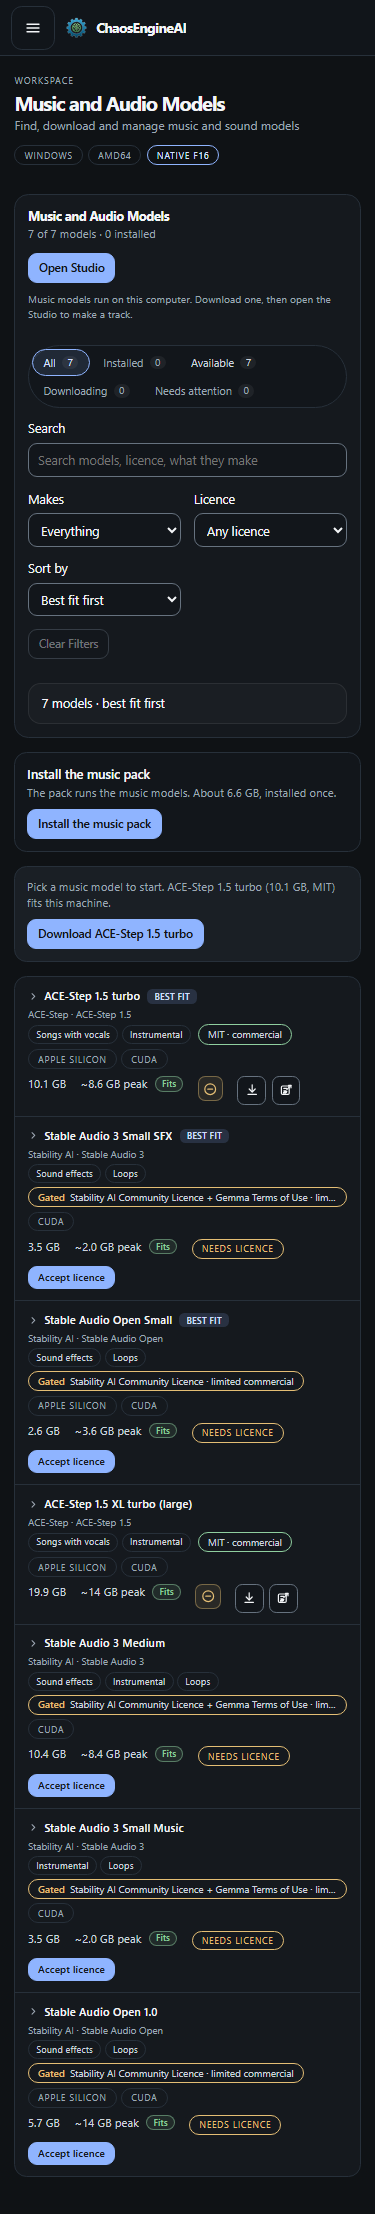 ChaosEngineAI
WORKSPACE
Music and Audio Models
Find, download and manage music and sound models
WINDOWS AMD64 NATIVE F16
Music and Audio Models
7 of 7 models · 0 installed
Open Studio
Music models run on this computer. Download one, then open the
Studio to make a track.
All 7 Installed 0 Available 7
Downloading 0 Needs attention 0
Search
Search models, licence, what they make
Makes Licence
Everything Any licence
Sort by
Best fit first
Clear Filters
7 models · best fit first
Install the music pack
The pack runs the music models. About 6.6 GB, installed once.
Install the music pack
Pick a music model to start. ACE-Step 1.5 turbo (10.1 GB, MIT)
fits this machine.
Download ACE-Step 1.5 turbo
ACE-Step 1.5 turbo BEST FIT
ACE-Step · ACE-Step 1.5
Songs with vocals Instrumental MIT · commercial
APPLE SILICON CUDA
10.1 GB ~8.6 GB peak Fits
Stable Audio 3 Small SFX BEST FIT
Stability AI · Stable Audio 3
Sound effects Loops
Gated Stability AI Community Licence + Gemma Terms of Use · lim...
CUDA
3.5 GB ~2.0 GB peak Fits NEEDS LICENCE
Accept licence
Stable Audio Open Small BEST FIT
Stability AI · Stable Audio Open
Sound effects Loops
Gated Stability AI Community Licence · limited commercial
APPLE SILICON CUDA
2.6 GB ~3.6 GB peak Fits NEEDS LICENCE
Accept licence
ACE-Step 1.5 XL turbo (large)
ACE-Step · ACE-Step 1.5
Songs with vocals Instrumental MIT · commercial
APPLE SILICON CUDA
19.9 GB ~14 GB peak Fits
Stable Audio 3 Medium
Stability AI · Stable Audio 3
Sound effects Instrumental Loops
Gated Stability AI Community Licence + Gemma Terms of Use · lim...
CUDA
10.4 GB ~8.4 GB peak Fits NEEDS LICENCE
Accept licence
Stable Audio 3 Small Music
Stability AI · Stable Audio 3
Instrumental Loops
Gated Stability AI Community Licence + Gemma Terms of Use · lim...
CUDA
3.5 GB ~2.0 GB peak Fits NEEDS LICENCE
Accept licence
Stable Audio Open 1.0
Stability AI · Stable Audio Open
Sound effects Loops
Gated Stability AI Community Licence · limited commercial
APPLE SILICON CUDA
5.7 GB ~14 GB peak Fits NEEDS LICENCE
Accept licence